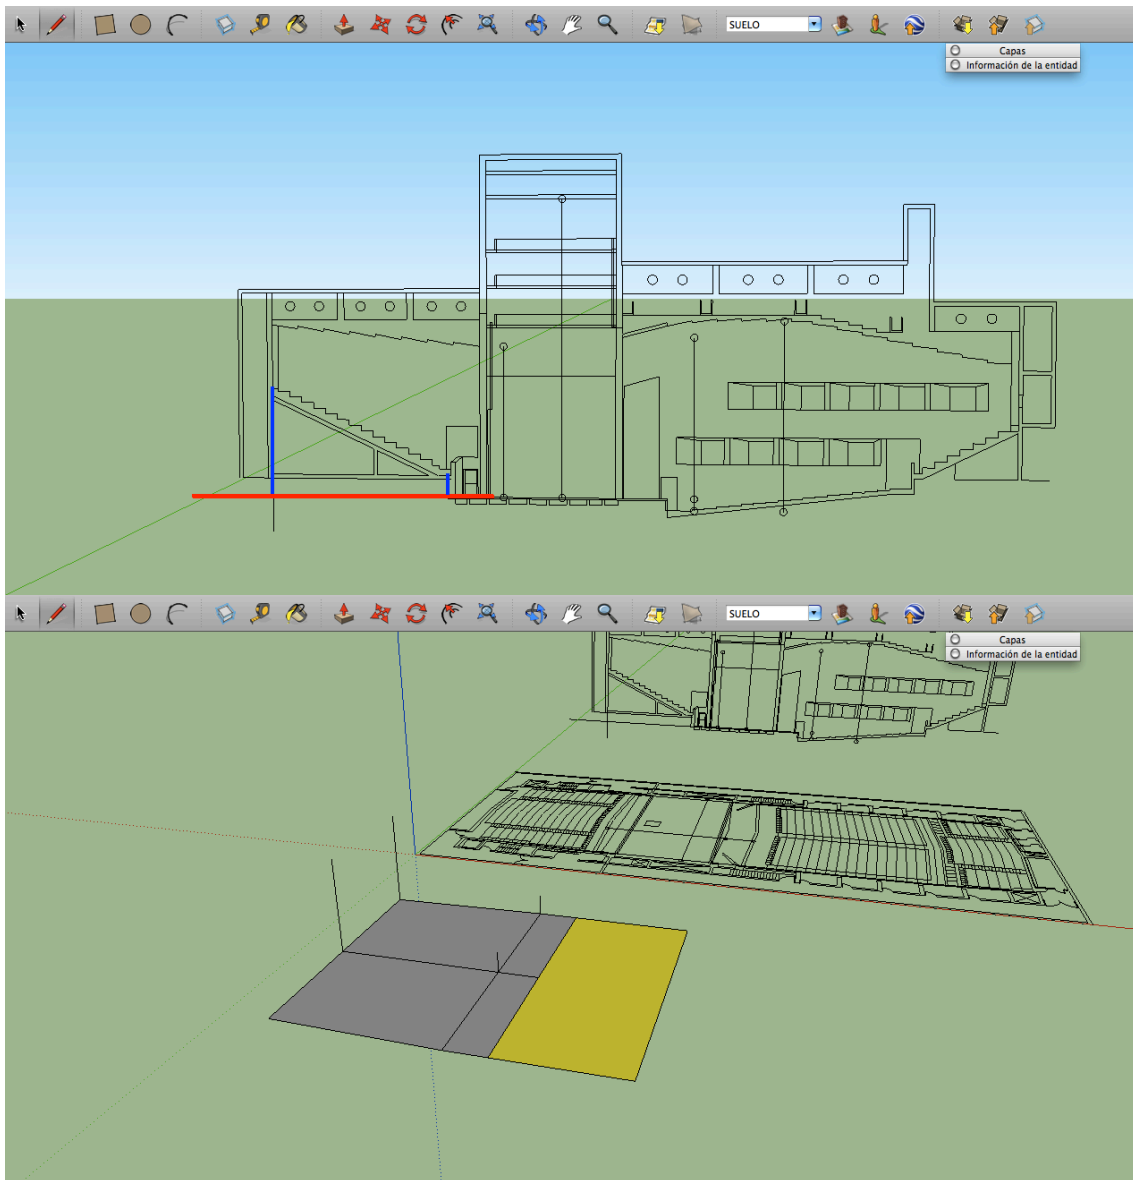 SUELO
Capas
Información de la entidad
SUELO
Capas
Información de la entidad